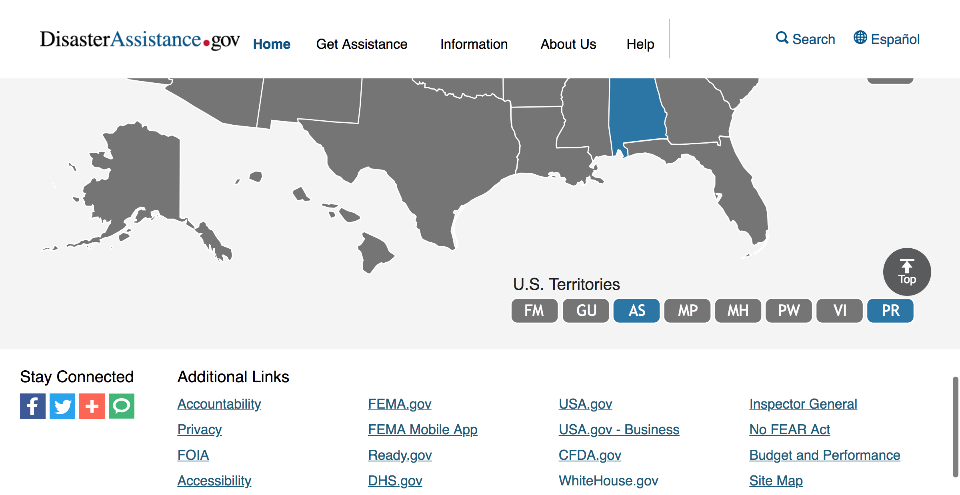 DisasterAssistance.gov Home Get Assistance Information About Us Help Search Español
Top
U.S. Territories
FM GU AS MP MH PW VI PR
Stay Connected
Additional Links
Accountability FEMA.gov USA.gov Inspector General
Privacy FEMA Mobile App USA.gov - Business No FEAR Act
FOIA Ready.gov CFDA.gov Budget and Performance
Accessibility DHS.gov WhiteHouse.gov Site Map